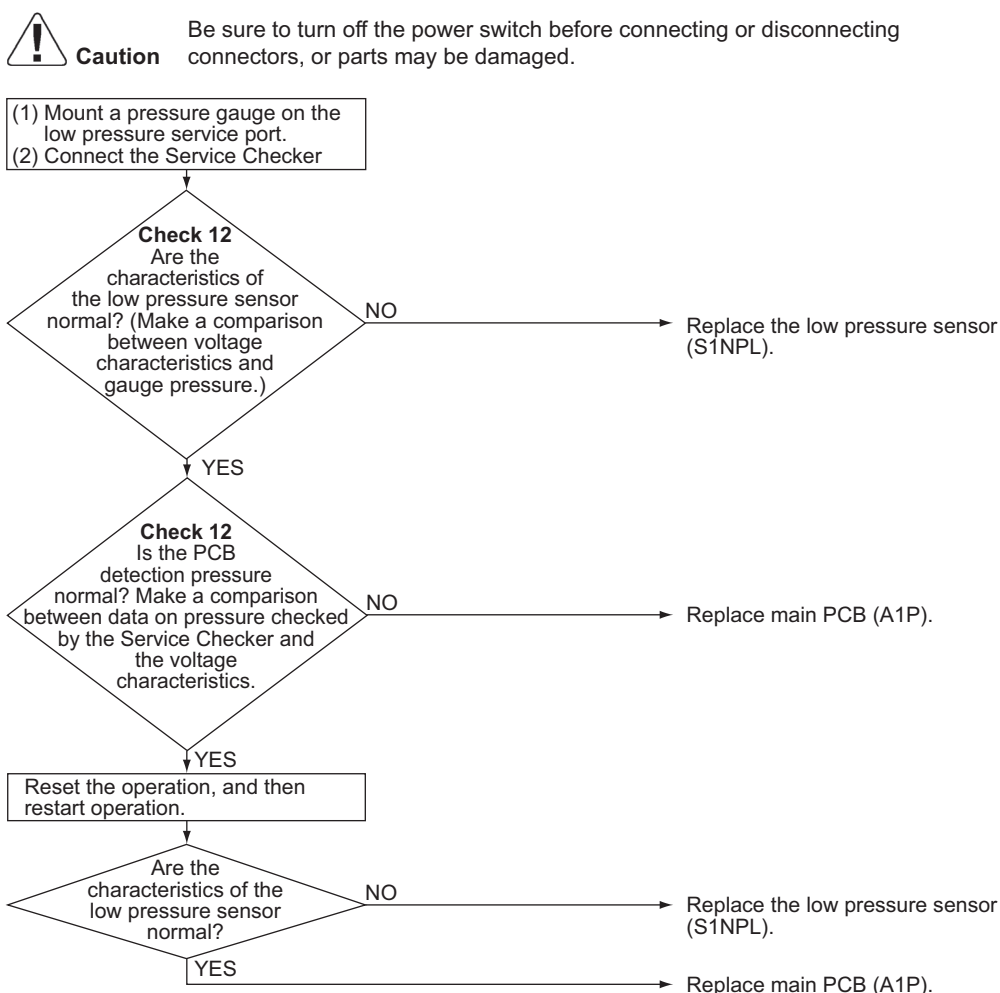 Be sure to turn off the power switch before connecting or disconnecting
Caution connectors, or parts may be damaged.
(1) Mount a pressure gauge on the
low pressure service port.
(2) Connect the Service Checker
Check 12
Are the
characteristics of
the low pressure sensor
normal? (Make a comparison
between voltage
characteristics and
gauge pressure.)
NO
Replace the low pressure sensor
(S1NPL).
YES
Check 12
Is the PCB
detection pressure
normal? Make a comparison
between data on pressure checked
by the Service Checker and
the voltage
characteristics.
NO
Replace main PCB (A1P).
YES
Reset the operation, and then
restart operation.
Are the
characteristics of the
low pressure sensor
normal?
NO
Replace the low pressure sensor
(S1NPL).
YES
Replace main PCB (A1P).